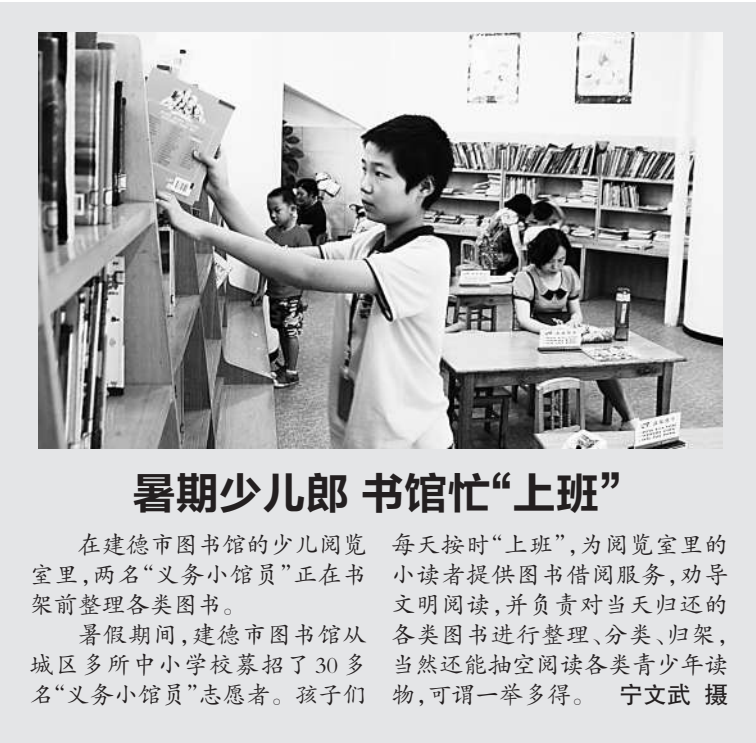 暑期少儿郎 书馆忙“上班”
在建德市图书馆的少儿阅览
室里,两名“义务小馆员”正在书
架前整理各类图书。
暑假期间,建德市图书馆从
城区多所中小学校募招了30多
名“义务小馆员”志愿者。孩子们
每天按时“上班”,为阅览室里的
小读者提供图书借阅服务,劝导
文明阅读,并负责对当天归还的
各类图书进行整理、分类、归架,
当然还能抽空阅读各类青少年读
物,可谓一举多得。 宁文武 摄